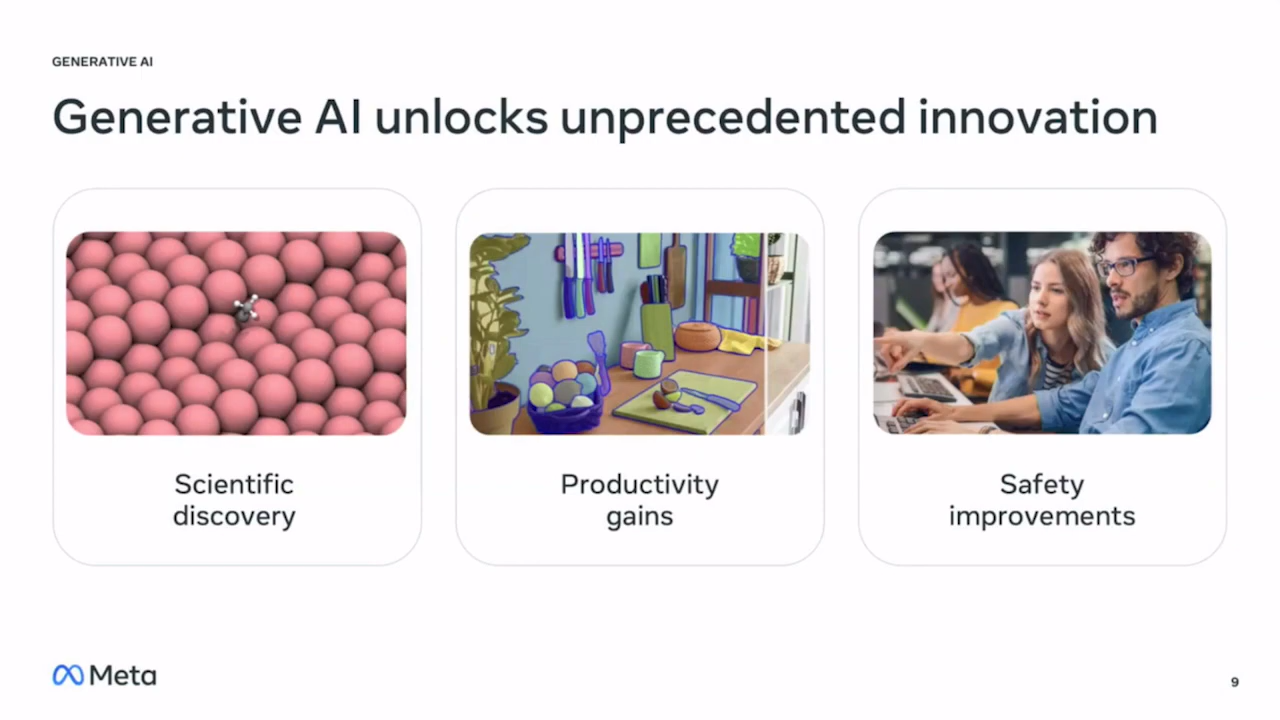 GENERATIVE AI
Generative AI unlocks unprecedented innovation
Scientific
discovery
Productivity
gains
Safety
improvements
Meta
9